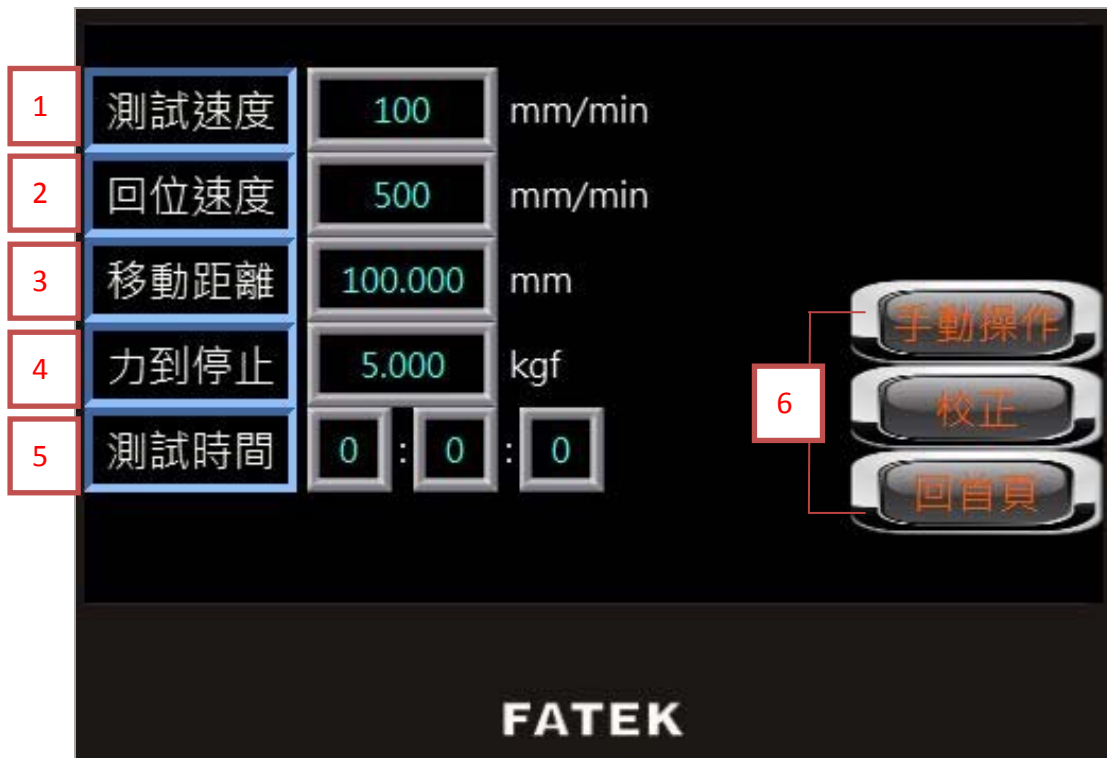 1 測試速度 100 mm/min
2 回位速度 500 mm/min
3 移動距離 100.000 mm
4 力到停止 5.000 kgf
5 測試時間 0 : 0 : 0
6
手動操作
校正
回首頁
FATEK